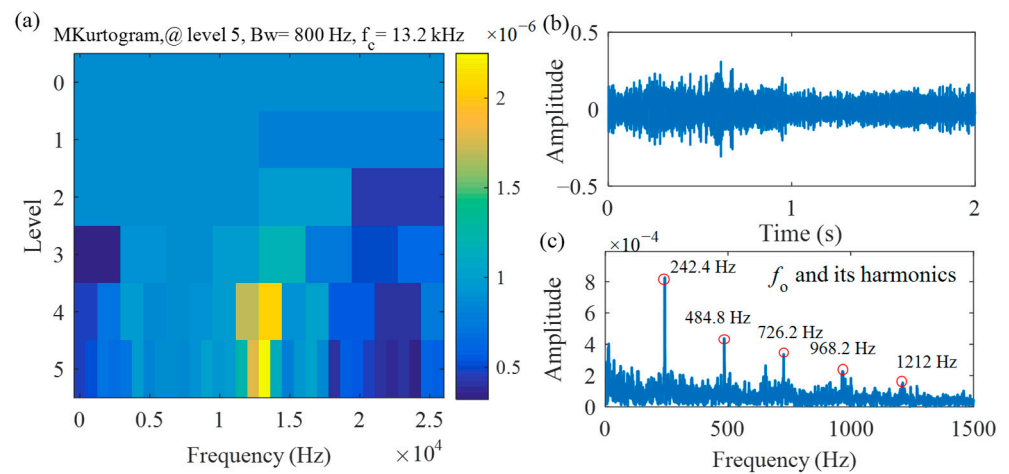 (a)
MKurtogram,@ level 5, Bw= 800 Hz, f_c= 13.2 kHz
×10⁻⁶
0
1
2
3
4
5
Level
0
0.5
1
1.5
2
2.5
×10⁴
Frequency (Hz)
2
1.5
1
0.5
(b)
0.5
0
−0.5
Amplitude
0
1
2
Time (s)
(c)
×10⁻⁴
8
6
4
2
0
Amplitude
242.4 Hz
f_o and its harmonics
484.8 Hz
726.2 Hz
968.2 Hz
1212 Hz
0
500
1000
1500
Frequency (Hz)